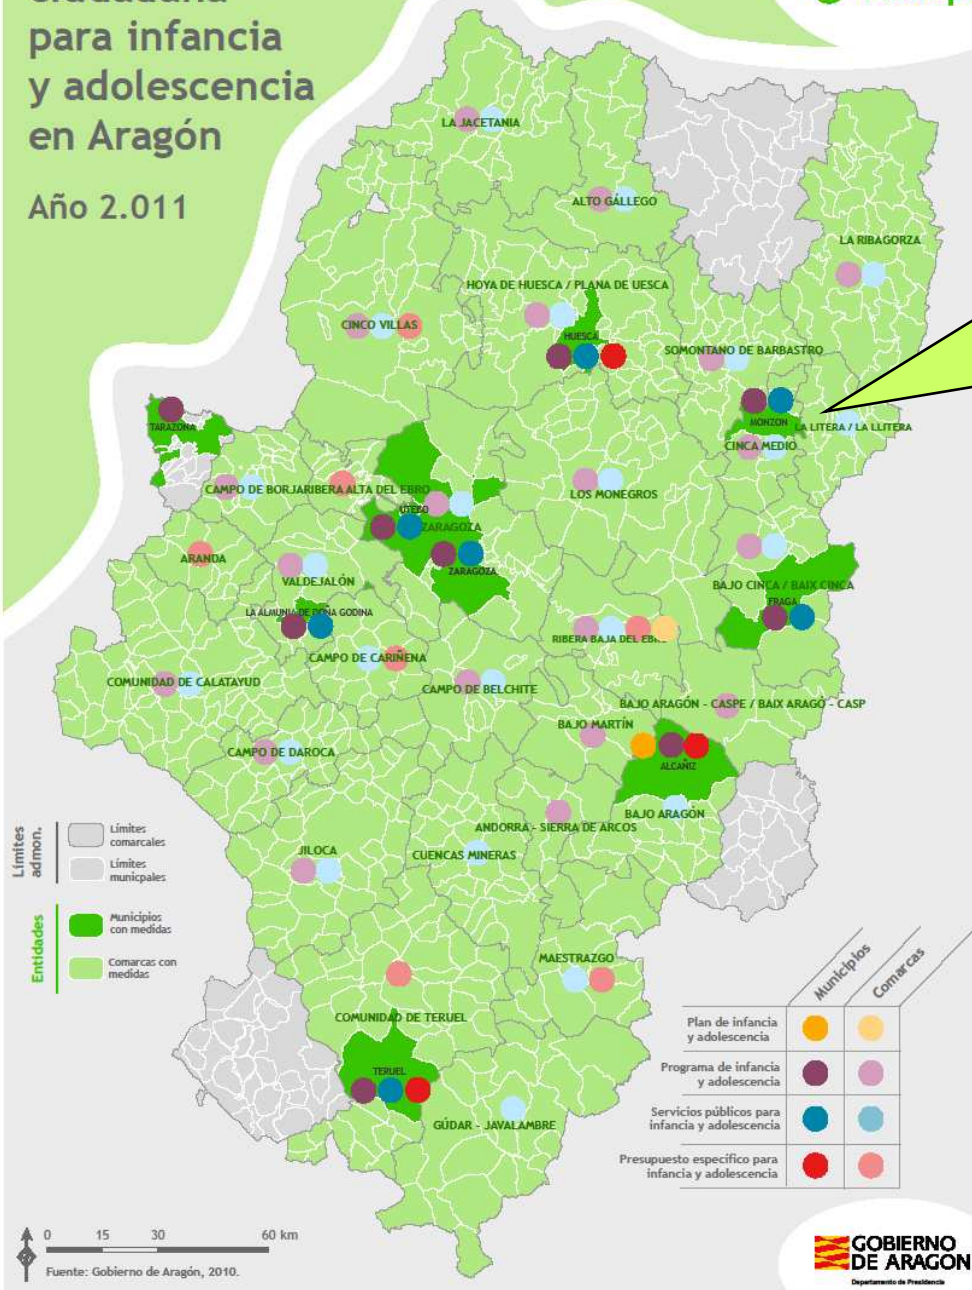 para infancia
y adolescencia
en Aragón
Año 2.011
LA JACETANIA
ALTO GÁLLEGO
LA RIBAGORZA
HOYA DE HUESCA / PLANA DE UESCA
CINCO VILLAS
HUESCA
SOMONTANO DE BARBASTRO
TARAZONA
MONZON
LA LITERA / LA LLITERA
CINCA MEDIO
CAMPO DE BORJA
RIBERA ALTA DEL EBRO
LOS MONEGROS
UTEBO
ZARAGOZA
ARANDA
ZARAGOZA
VALDEJALÓN
BAJO CINCA / BAIX CINCA
FRAGA
LA ALMUNIA DE DOÑA GODINA
RIBERA BAJA DEL EBRO
CAMPO DE CARIÑENA
COMUNIDAD DE CALATAYUD
CAMPO DE BELCHITE
BAJO ARAGÓN - CASPE / BAIX ARAGÓ - CASP
BAJO MARTÍN
CAMPO DE DAROCA
ALCAÑIZ
BAJO ARAGÓN
ANDORRA - SIERRA DE ARCOS
JILOCA
CUENCAS MINERAS
MAESTRAZGO
COMUNIDAD DE TERUEL
TERUEL
GÚDAR - JAVALAMBRE
Límites
admon.
Límites
comarcales
Límites
municpales
Entidades
Municipios
con medidas
Comarcas con
medidas
Municipios
Comarcas
Plan de infancia
y adolescencia
Programa de infancia
y adolescencia
Servicios públicos para
infancia y adolescencia
Presupuesto específico para
infancia y adolescencia
0 15 30 60 km
Fuente: Gobierno de Aragón, 2010.
GOBIERNO
DE ARAGON
Departamento de Presidencia